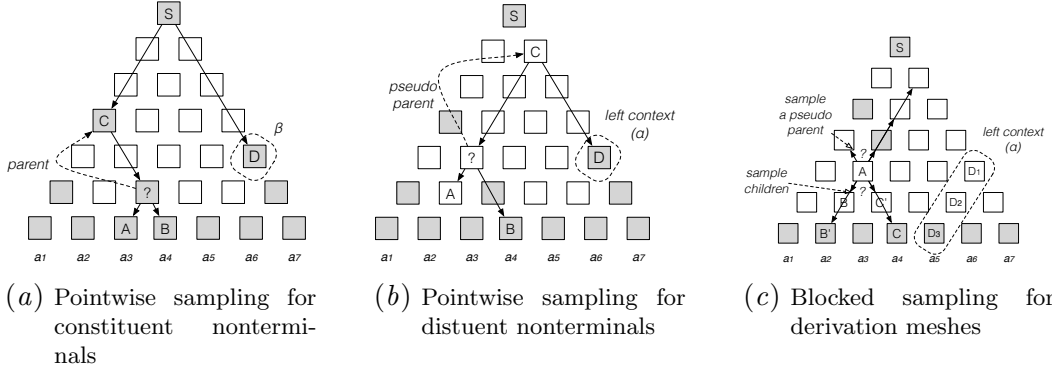 S
C
parent
β
D
?
A
B
a1 a2 a3 a4 a5 a6 a7
(a) Pointwise sampling for
constituent nontermi-
nals
S
C
pseudo
parent
left context
(α)
?
D
A
B
a1 a2 a3 a4 a5 a6 a7
(b) Pointwise sampling for
distuent nonterminals
S
sample
a pseudo
parent
left context
(α)
?
A
D1
sample
children
?
B
C'
D2
B'
C
D3
a1 a2 a3 a4 a5 a6 a7
(c) Blocked sampling for
derivation meshes